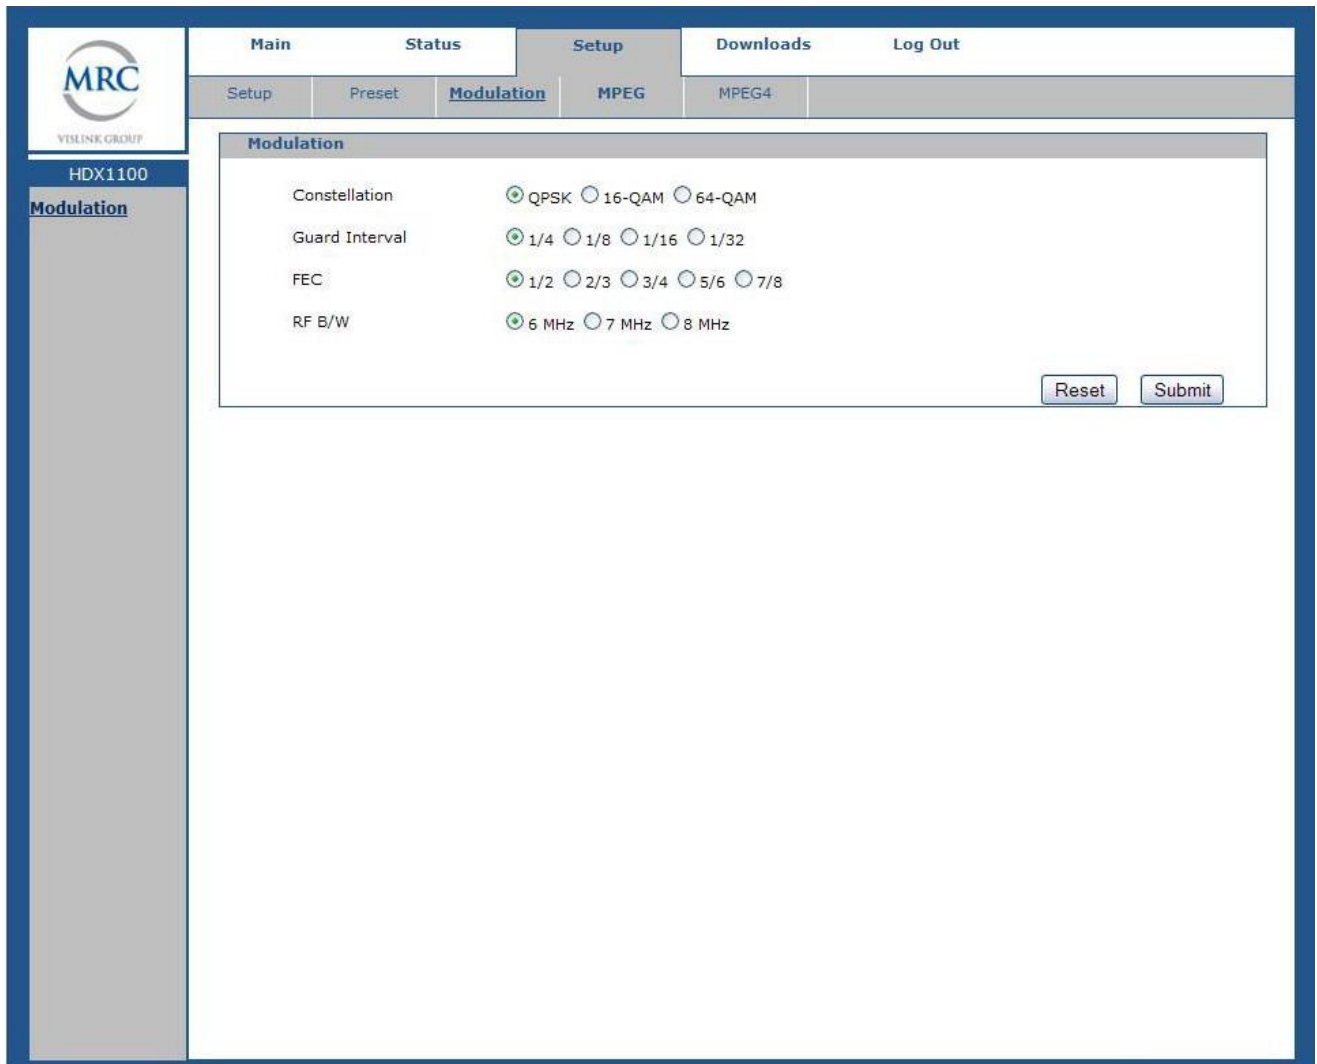 MRC
VISLINK GROUP
Main Status Setup Downloads Log Out
Setup Preset Modulation MPEG MPEG4
HDX1100
Modulation
Modulation
Constellation QPSK 16-QAM 64-QAM
Guard Interval 1/4 1/8 1/16 1/32
FEC 1/2 2/3 3/4 5/6 7/8
RF B/W 6 MHz 7 MHz 8 MHz
Reset Submit